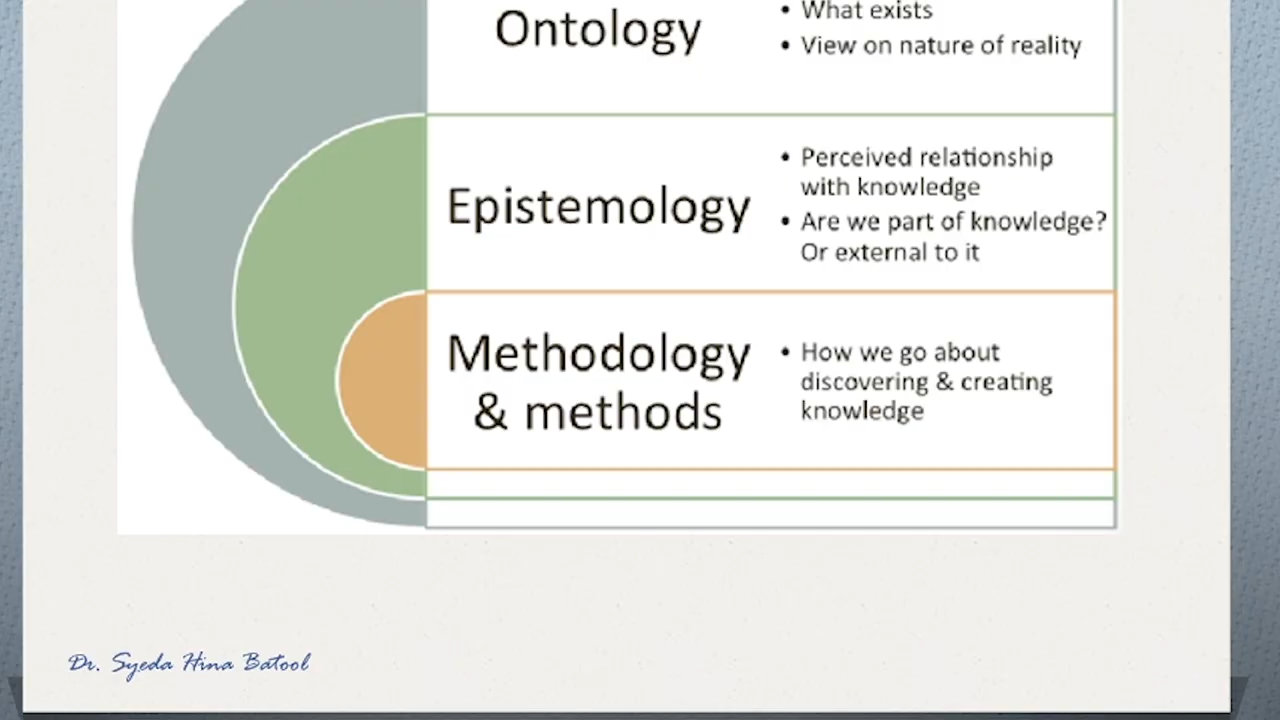 Ontology
• What exists
• View on nature of reality
Epistemology
• Perceived relationship
with knowledge
• Are we part of knowledge?
Or external to it
Methodology
& methods
• How we go about
discovering & creating
knowledge
Dr. Syeda Hina Batool